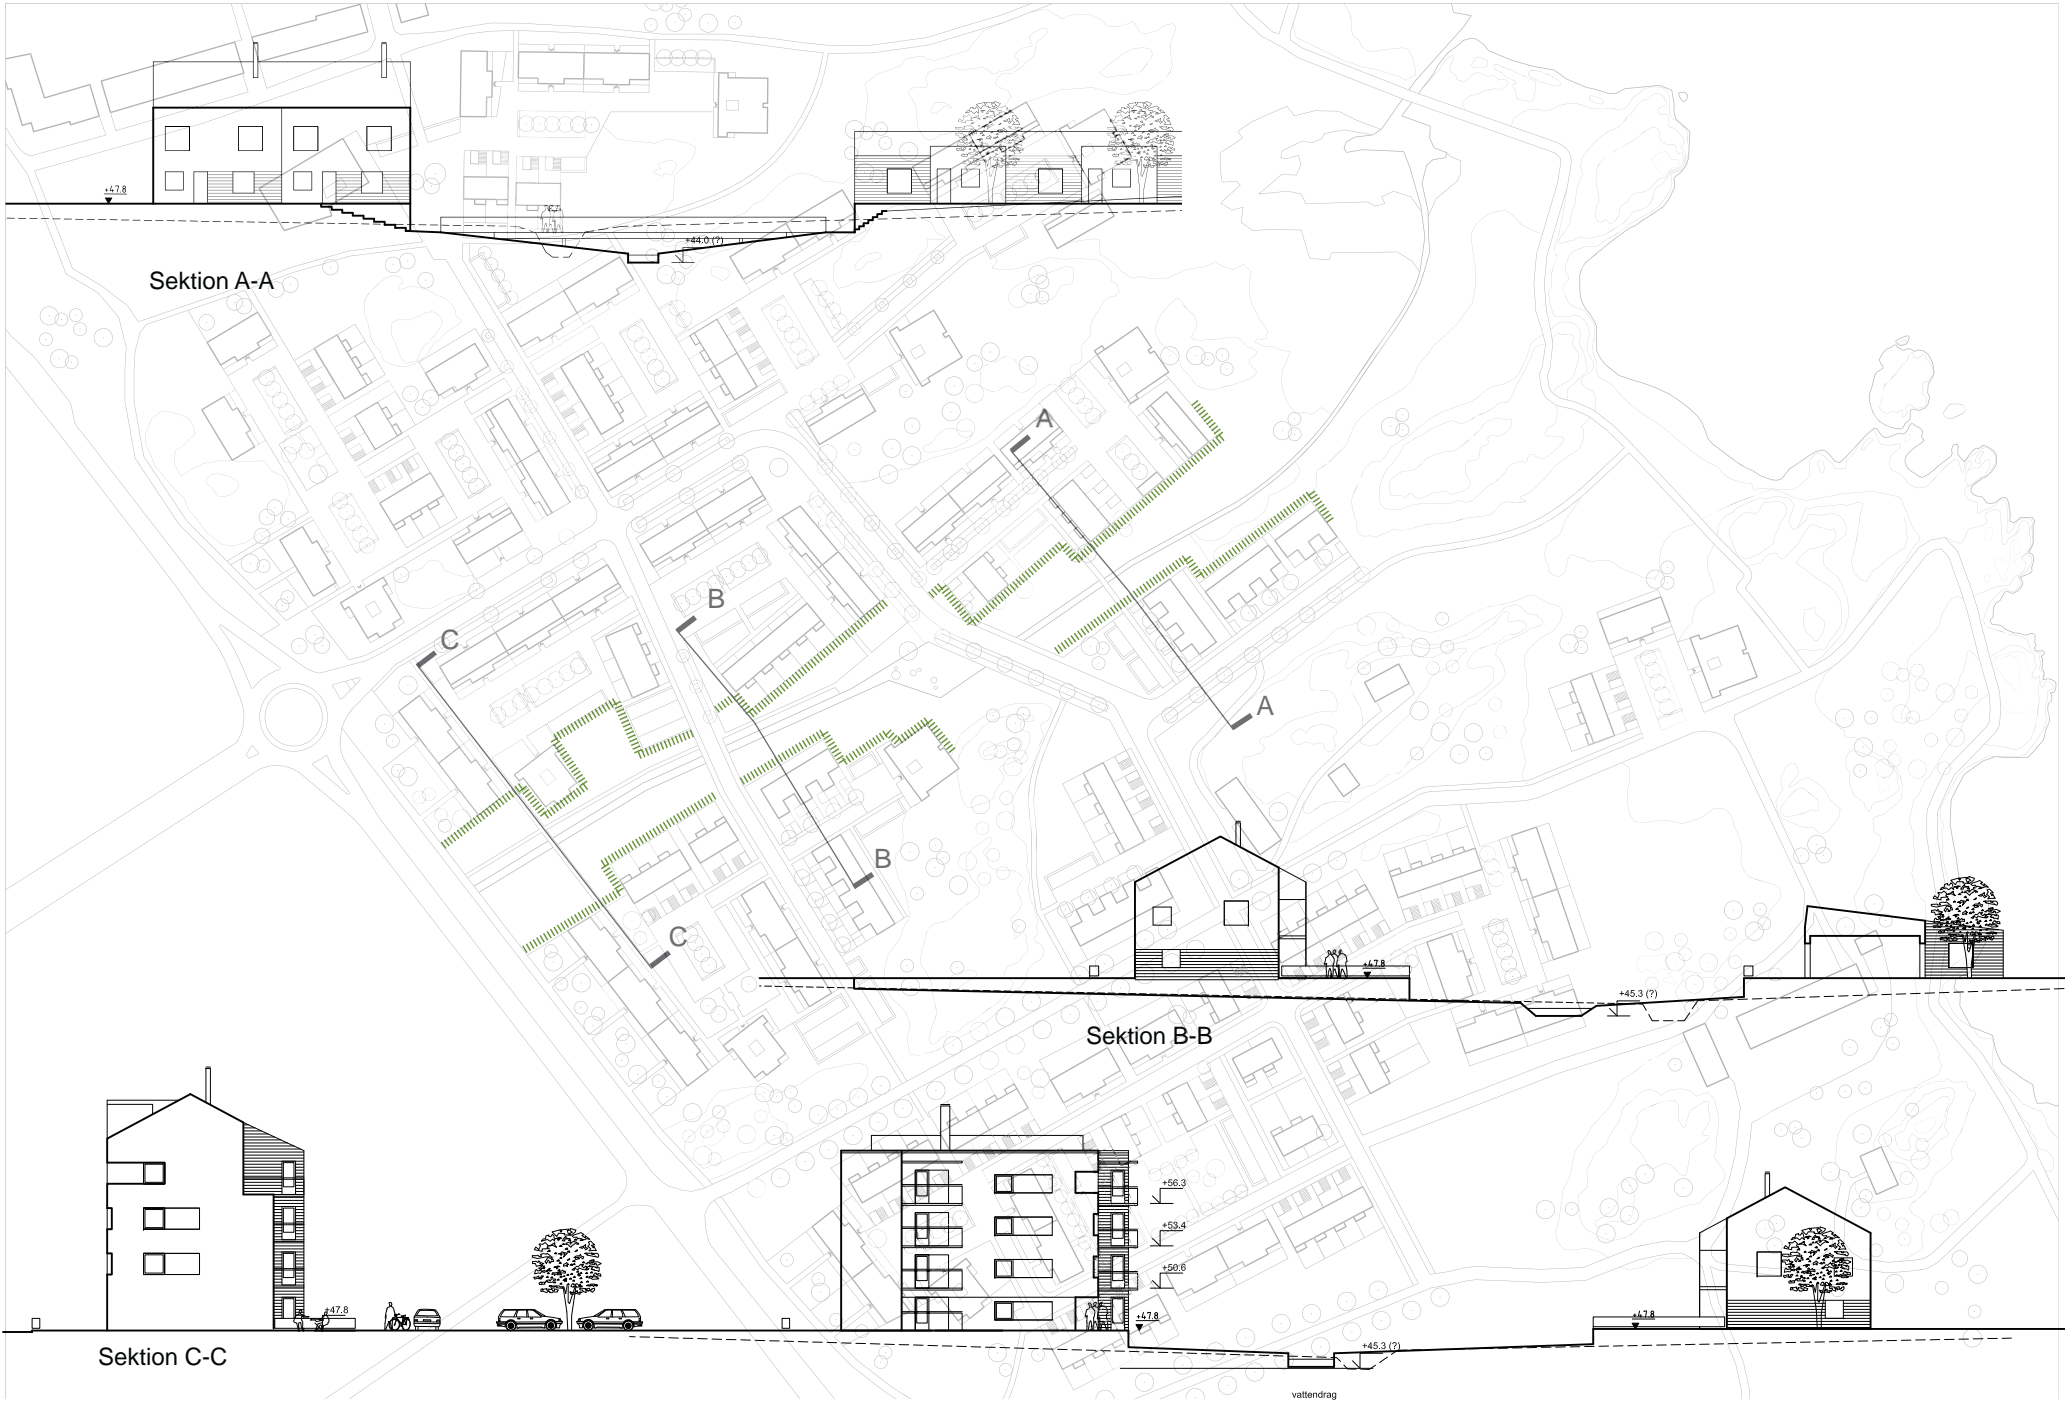 +47.8
+44.0 (?)
Sektion A-A
A
B
C
A
B
C
+47.8
+45.3 (?)
Sektion B-B
+56.3
+53.4
+50.6
+47.8
+47.8
+47.8
+45.3 (?)
Sektion C-C
vattendrag